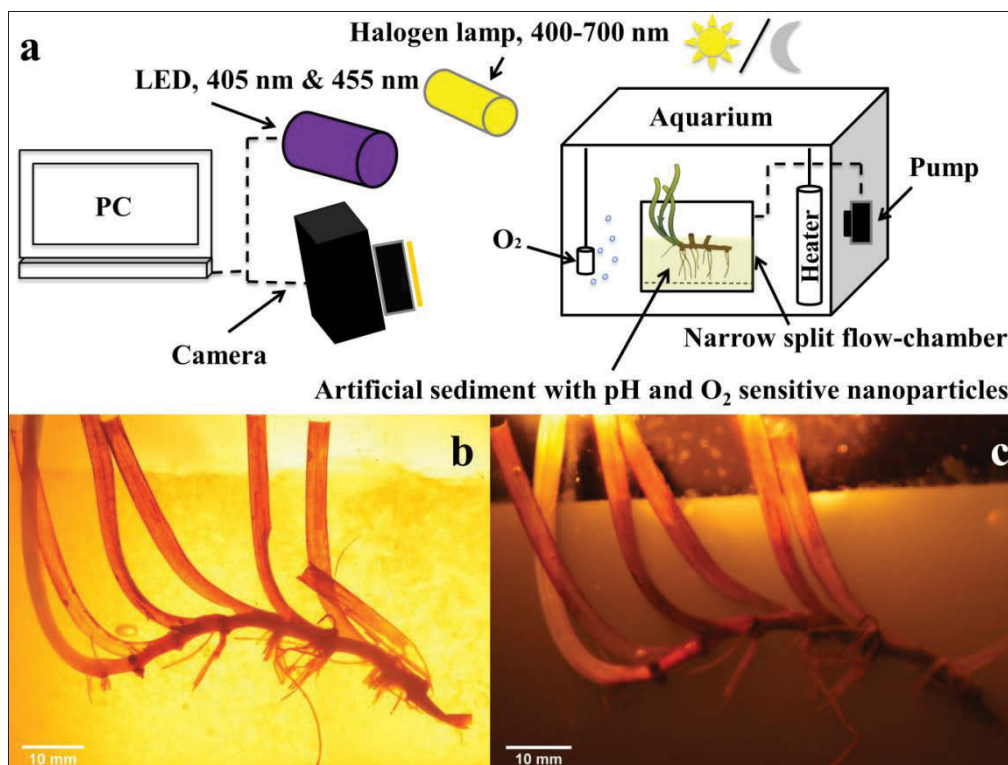 a
Halogen lamp, 400-700 nm
LED, 405 nm & 455 nm
Aquarium
PC
Pump
O₂
Heater
Camera
Narrow split flow-chamber
Artificial sediment with pH and O₂ sensitive nanoparticles
b
c
10 mm
10 mm